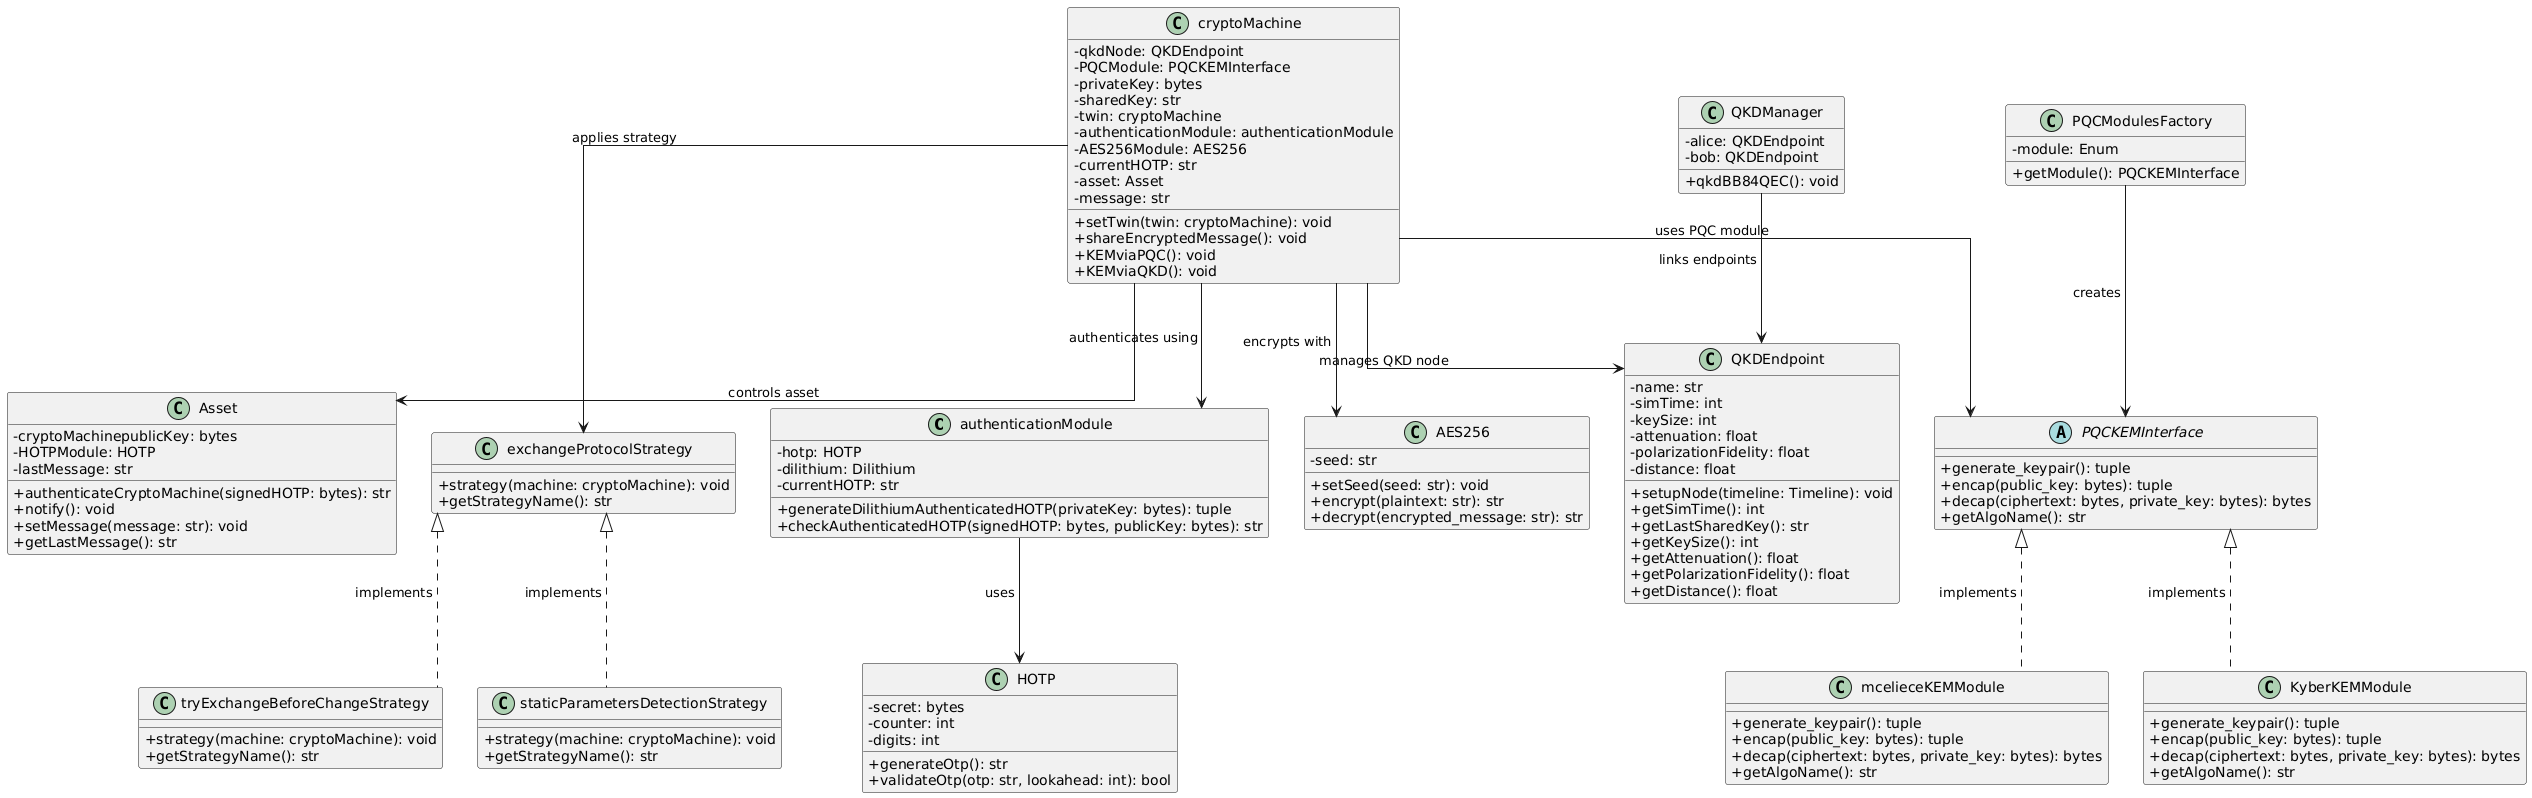 C cryptoMachine
-qkdNode: QKDEndpoint
-PQCModule: PQCKEMInterface
-privateKey: bytes
-sharedKey: str
-twin: cryptoMachine
-authenticationModule: authenticationModule
-AES256Module: AES256
-currentHOTP: str
-asset: Asset
-message: str
+setTwin(twin: cryptoMachine): void
+shareEncryptedMessage(): void
+KEMviaPQC(): void
+KEMviaQKD(): void
C QKDManager
-alice: QKDEndpoint
-bob: QKDEndpoint
+qkdBB84QEC(): void
C PQCModulesFactory
-module: Enum
+getModule(): PQCKEMInterface
applies strategy
uses PQC module
links endpoints
creates
authenticates using
encrypts with
manages QKD node
controls asset
C Asset
-cryptoMachinepublicKey: bytes
-HOTPModule: HOTP
-lastMessage: str
+authenticateCryptoMachine(signedHOTP: bytes): str
+notify(): void
+setMessage(message: str): void
+getLastMessage(): str
C exchangeProtocolStrategy
+strategy(machine: cryptoMachine): void
+getStrategyName(): str
C authenticationModule
-hotp: HOTP
-dilithium: Dilithium
-currentHOTP: str
+generateDilithiumAuthenticatedHOTP(privateKey: bytes): tuple
+checkAuthenticatedHOTP(signedHOTP: bytes, publicKey: bytes): str
C AES256
-seed: str
+setSeed(seed: str): void
+encrypt(plaintext: str): str
+decrypt(encrypted_message: str): str
C QKDEndpoint
-name: str
-simTime: int
-keySize: int
-attenuation: float
-polarizationFidelity: float
-distance: float
+setupNode(timeline: Timeline): void
+getSimTime(): int
+getLastSharedKey(): str
+getKeySize(): int
+getAttenuation(): float
+getPolarizationFidelity(): float
+getDistance(): float
A PQCKEMInterface
+generate_keypair(): tuple
+encap(public_key: bytes): tuple
+decap(ciphertext: bytes, private_key: bytes): bytes
+getAlgoName(): str
implements
implements
uses
implements
implements
C tryExchangeBeforeChangeStrategy
+strategy(machine: cryptoMachine): void
+getStrategyName(): str
C staticParametersDetectionStrategy
+strategy(machine: cryptoMachine): void
+getStrategyName(): str
C HOTP
-secret: bytes
-counter: int
-digits: int
+generateOtp(): str
+validateOtp(otp: str, lookahead: int): bool
C mcelieceKEMModule
+generate_keypair(): tuple
+encap(public_key: bytes): tuple
+decap(ciphertext: bytes, private_key: bytes): bytes
+getAlgoName(): str
C KyberKEMModule
+generate_keypair(): tuple
+encap(public_key: bytes): tuple
+decap(ciphertext: bytes, private_key: bytes): bytes
+getAlgoName(): str